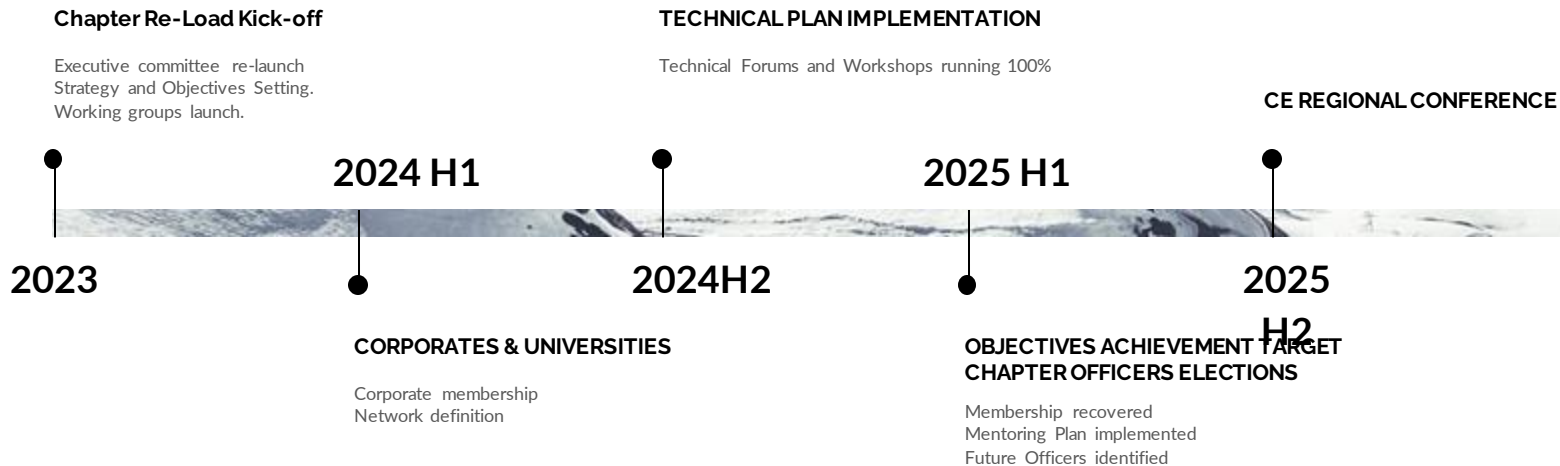 Chapter Re-Load Kick-off
Executive committee re-launch
Strategy and Objectives Setting.
Working groups launch.
2023
2024 H1
CORPORATES & UNIVERSITIES
Corporate membership
Network definition
TECHNICAL PLAN IMPLEMENTATION
Technical Forums and Workshops running 100%
2024H2
2025 H1
OBJECTIVES ACHIEVEMENT TARGET
CHAPTER OFFICERS ELECTIONS
Membership recovered
Mentoring Plan implemented
Future Officers identified
CE REGIONAL CONFERENCE
2025
H2